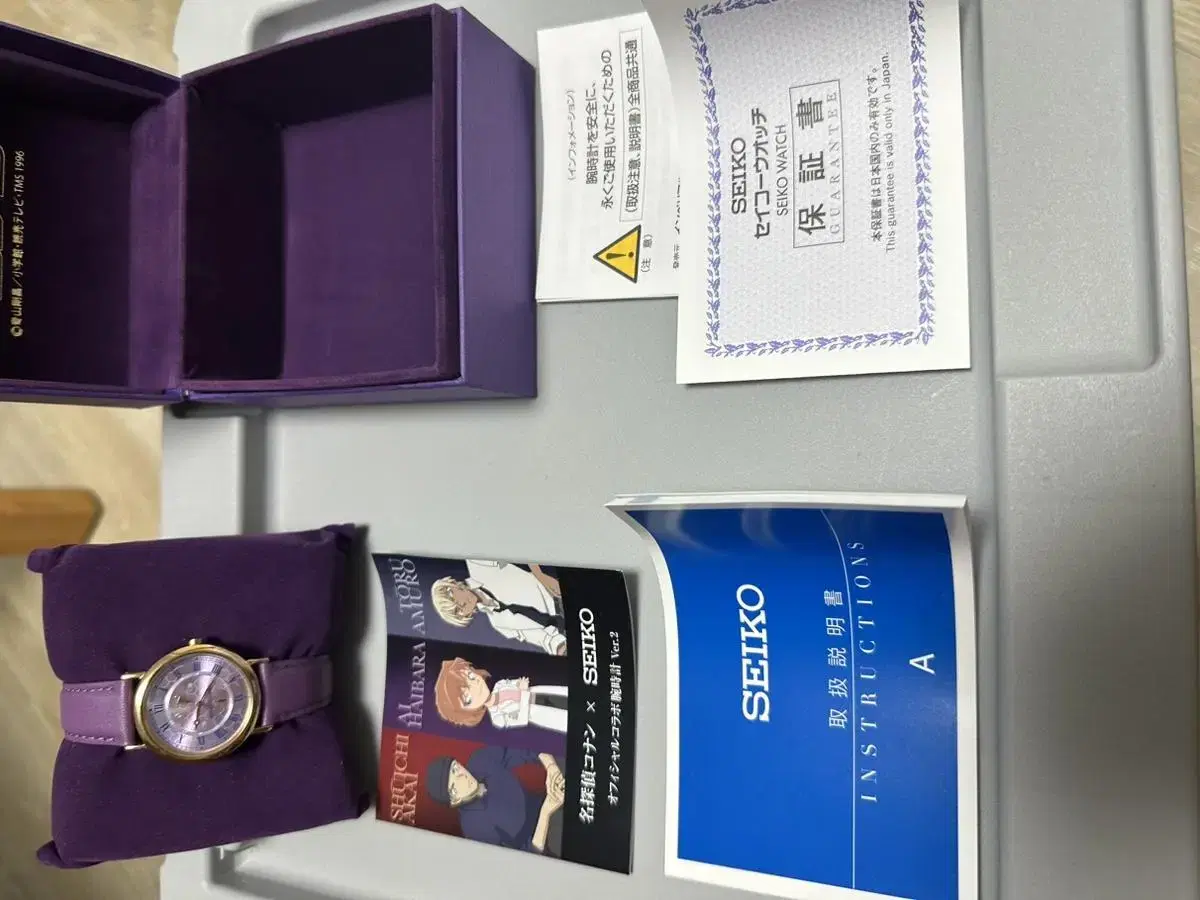 ©青山剛昌/小学館・読売テレビ・TMS 1996
(インフォメーション)
腕時計を安全に、
永くご使用いただくための
(取扱注意、説明書)全商品共通
(注 意)
SEIKO
セイコーウオッチ
SEIKO WATCH
保証書
GUARANTEE
本保証書は日本国内のみ有効です。
This guarantee is valid only in Japan.
SHUICHI
AKAI
AI
HAIBARA
TORU
AMURO
名探偵コナン × SEIKO
オフィシャルコラボ腕時計 Ver.2
SEIKO
取扱説明書
INSTRUCTIONS
A